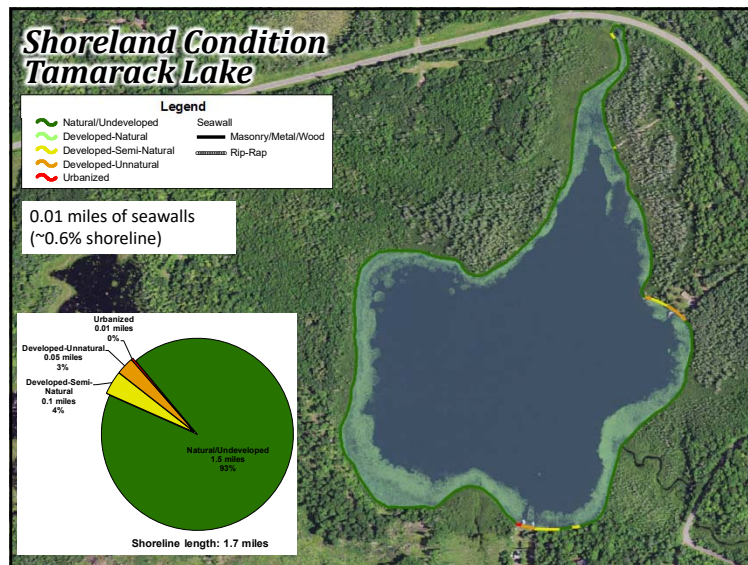 Shoreland Condition
Tamarack Lake
Legend
Natural/Undeveloped
Developed-Natural
Developed-Semi-Natural
Developed-Unnatural
Urbanized
Seawall
Masonry/Metal/Wood
Rip-Rap
0.01 miles of seawalls
(~0.6% shoreline)
Urbanized
0.01 miles
0%
Developed-Unnatural
0.05 miles
3%
Developed-Semi-
Natural
0.1 miles
4%
Natural/Undeveloped
1.5 miles
93%
Shoreline length: 1.7 miles